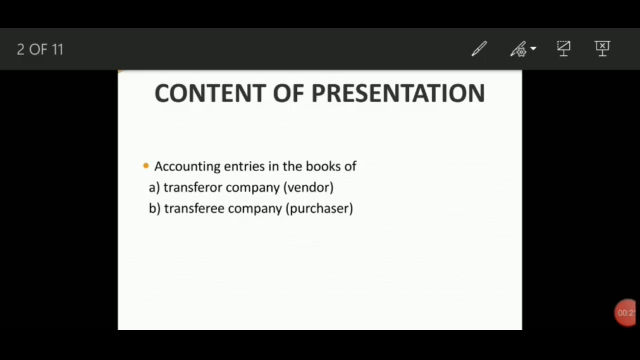 2 OF 11
CONTENT OF PRESENTATION
• Accounting entries in the books of
a) transferor company (vendor)
b) transferee company (purchaser)